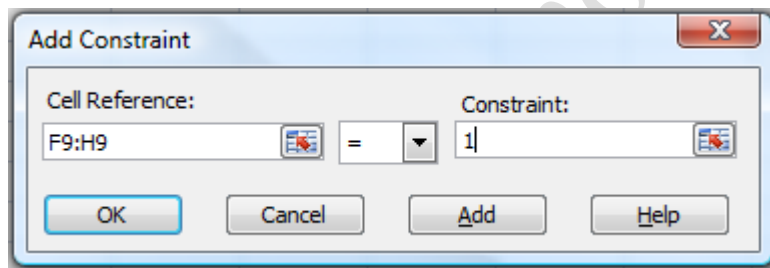 Add Constraint
Cell Reference:
Constraint:
F9:H9
=
1
OK
Cancel
Add
Help